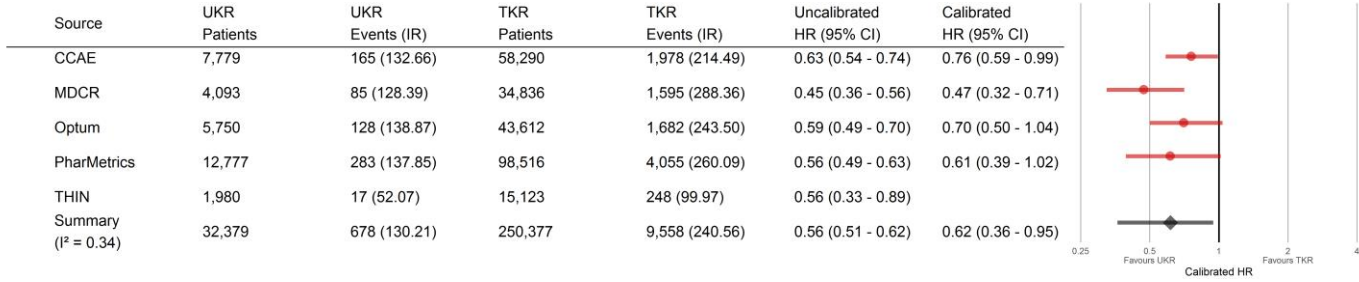 Source UKR Patients UKR Events (IR) TKR Patients TKR Events (IR) Uncalibrated HR (95% CI) Calibrated HR (95% CI)
CCAE 7,779 165 (132.66) 58,290 1,978 (214.49) 0.63 (0.54 - 0.74) 0.76 (0.59 - 0.99)
MDCR 4,093 85 (128.39) 34,836 1,595 (288.36) 0.45 (0.36 - 0.56) 0.47 (0.32 - 0.71)
Optum 5,750 128 (138.87) 43,612 1,682 (243.50) 0.59 (0.49 - 0.70) 0.70 (0.50 - 1.04)
PharMetrics 12,777 283 (137.85) 98,516 4,055 (260.09) 0.56 (0.49 - 0.63) 0.61 (0.39 - 1.02)
THIN 1,980 17 (52.07) 15,123 248 (99.97) 0.56 (0.33 - 0.89)
Summary (I² = 0.34) 32,379 678 (130.21) 250,377 9,558 (240.56) 0.56 (0.51 - 0.62) 0.62 (0.36 - 0.95)
0.25 0.5 1 2 4
Favours UKR Favours TKR
Calibrated HR